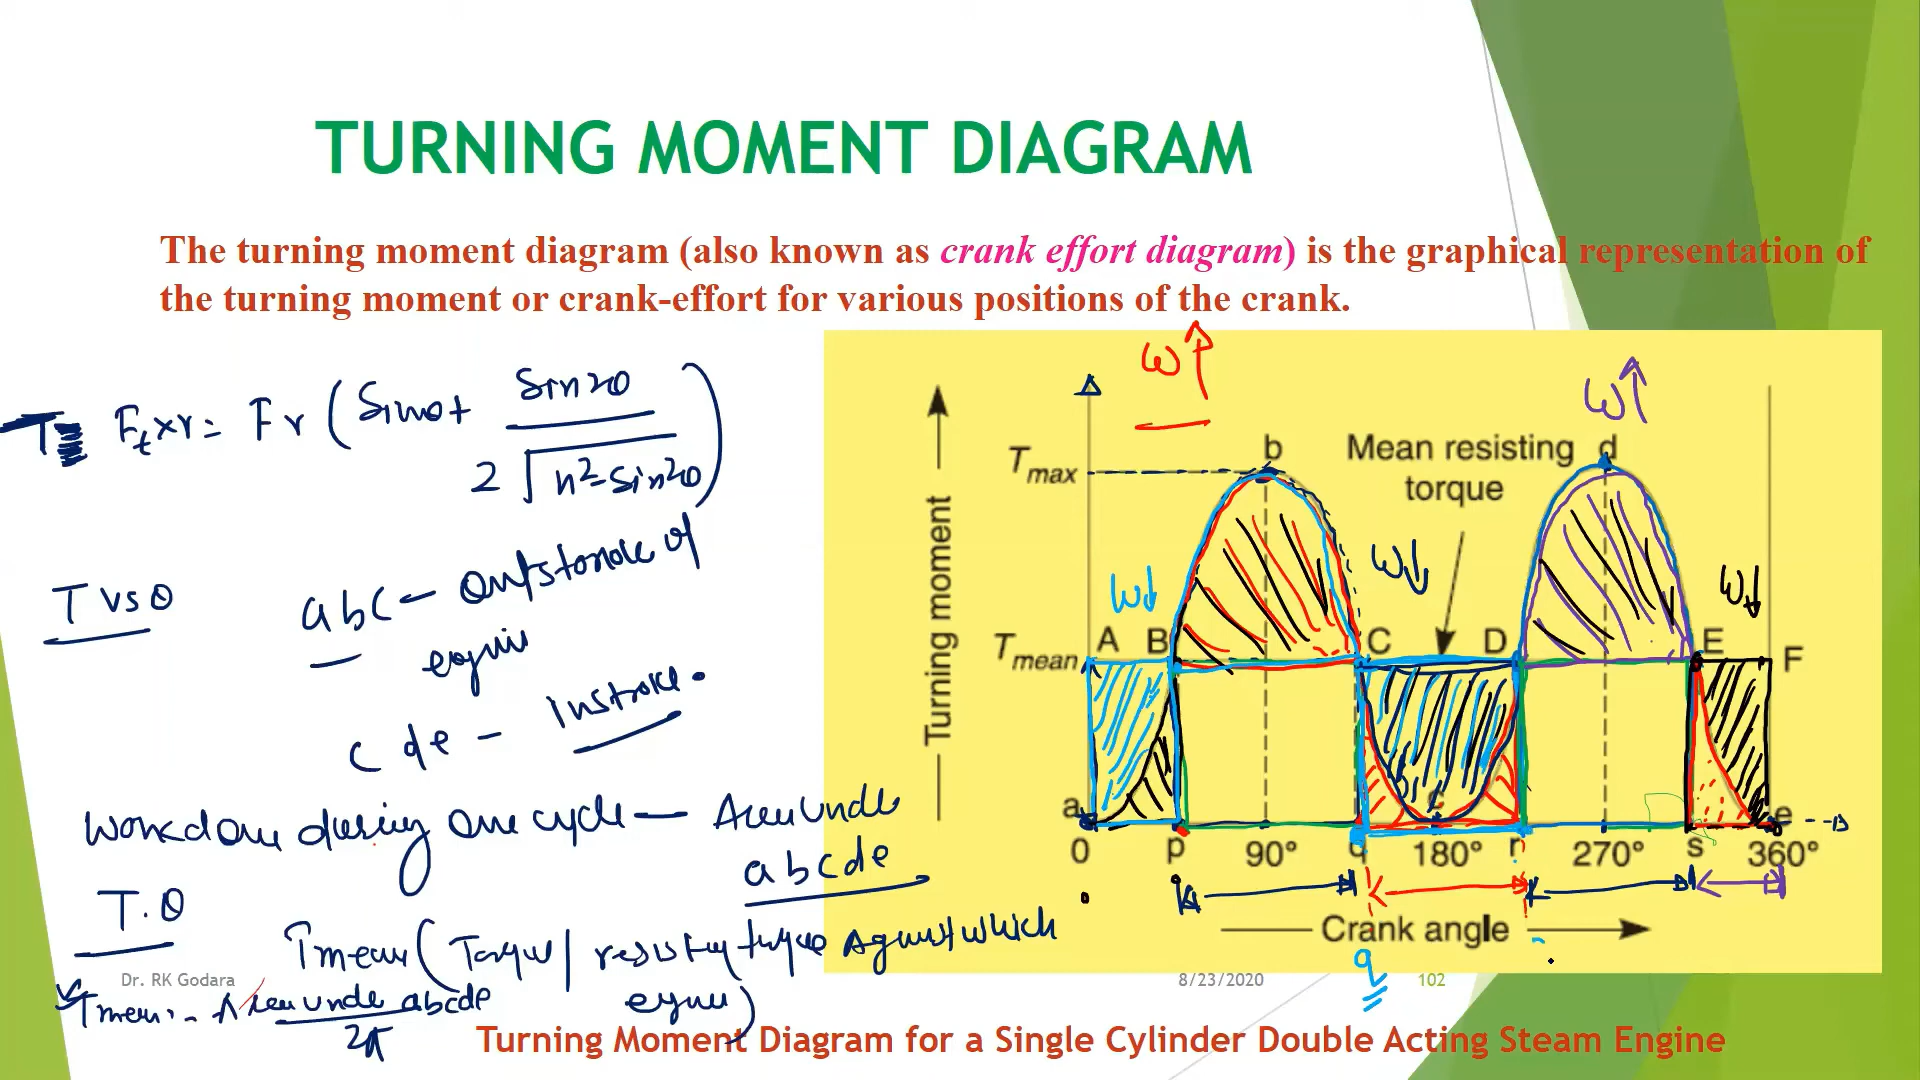 TURNING MOMENT DIAGRAM
The turning moment diagram (also known as crank effort diagram) is the graphical representation of
the turning moment or crank-effort for various positions of the crank.
T Ft×r = Fr (Sinθ + Sin2θ / 2√n²-Sin²θ)
T vs θ
abc - outstroke of
engine
cde - instroke.
Workdone during one cycle - Area Under
abcde
T.θ
Tmean (Torque / resisting torque Against which
engine)
Tmean = Area under abcde
2π
ω↑
ω↑
Tmax
b
Mean resisting
torque
d
ω↓
ω↓
ω↓
Turning moment
Tmean
A B C D E F
a c e
0 p 90° q 180° r 270° s 360°
Crank angle
q
Dr. RK Godara
8/23/2020
102
Turning Moment Diagram for a Single Cylinder Double Acting Steam Engine